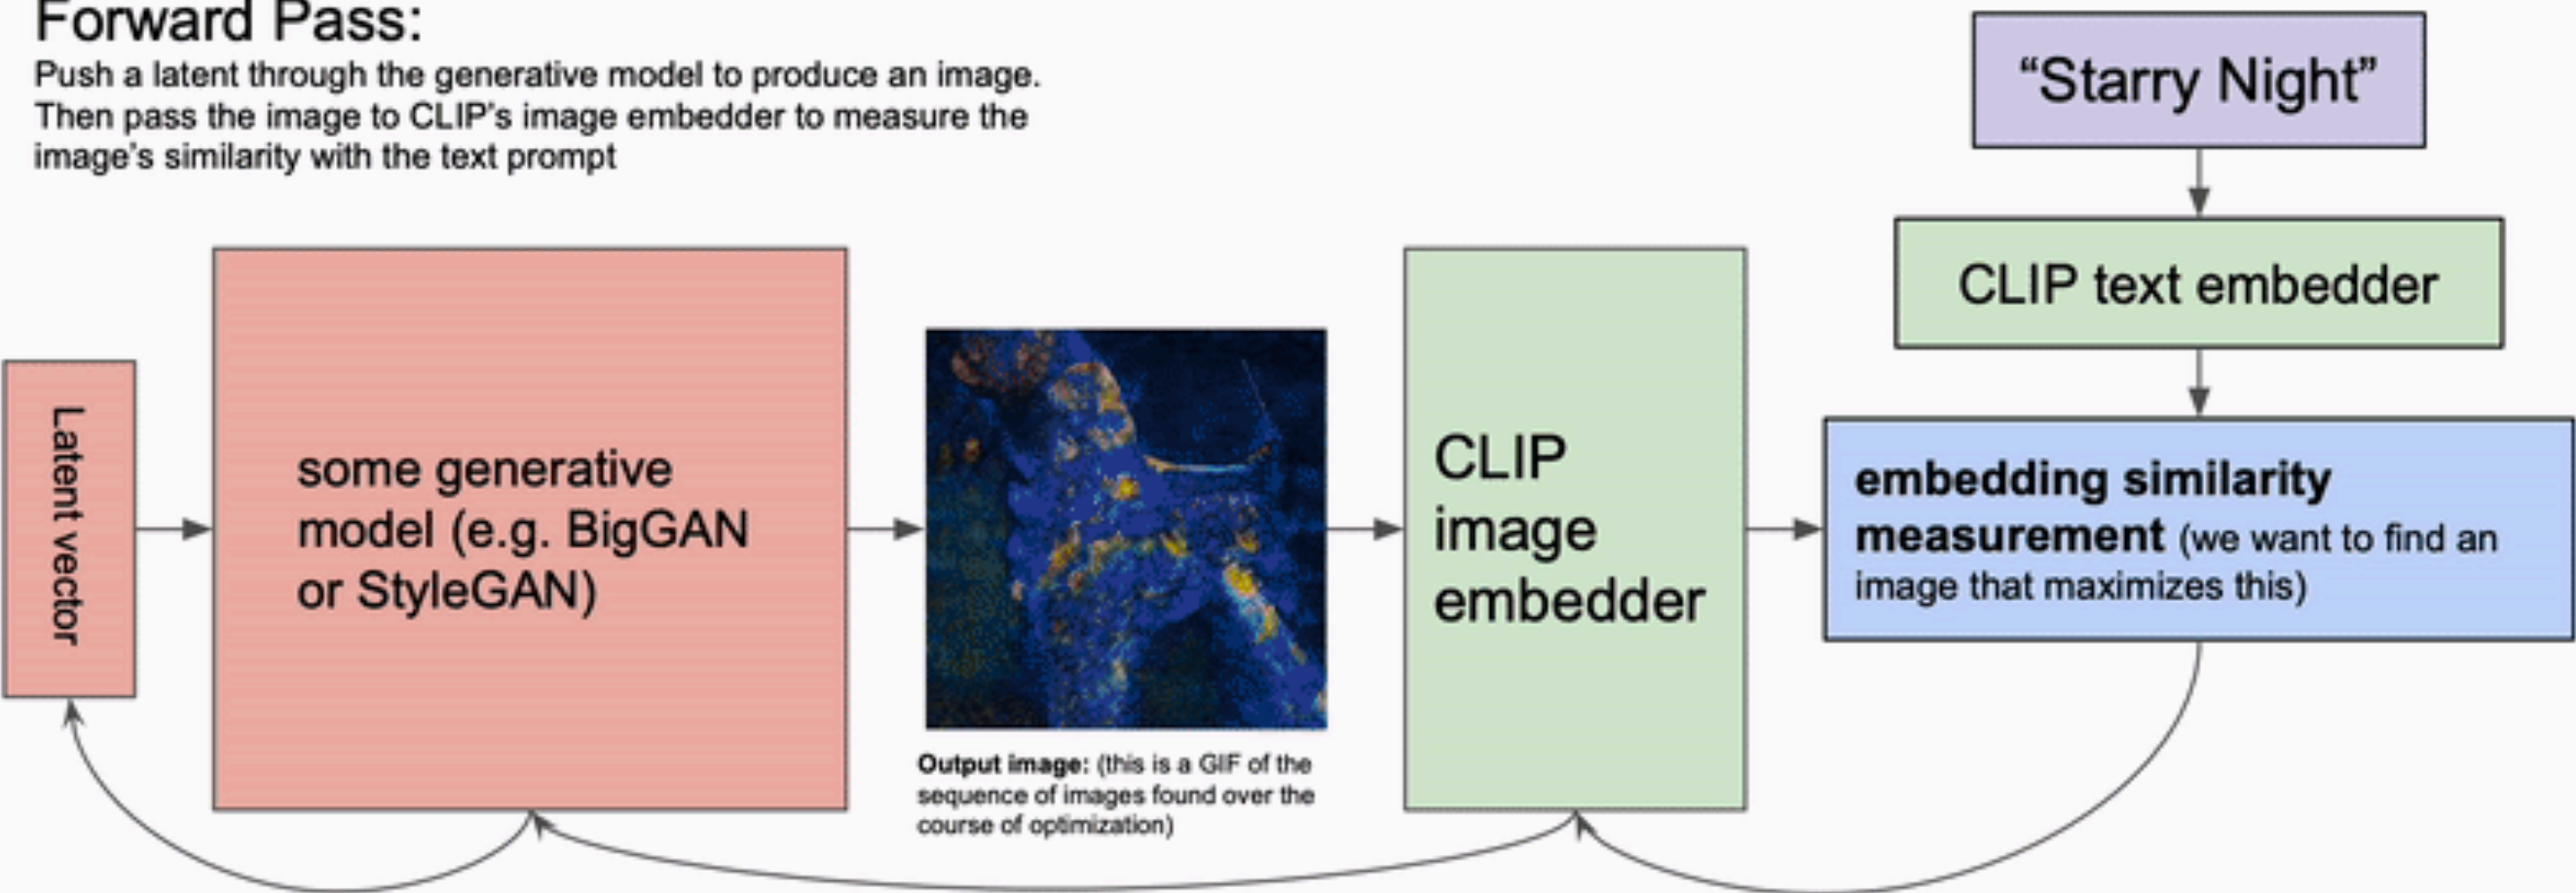 Forward Pass:
Push a latent through the generative model to produce an image.
Then pass the image to CLIP's image embedder to measure the
image's similarity with the text prompt
“Starry Night”
CLIP text embedder
Latent vector
some generative
model (e.g. BigGAN
or StyleGAN)
CLIP
image
embedder
embedding similarity
measurement (we want to find an
image that maximizes this)
Output image: (this is a GIF of the
sequence of images found over the
course of optimization)